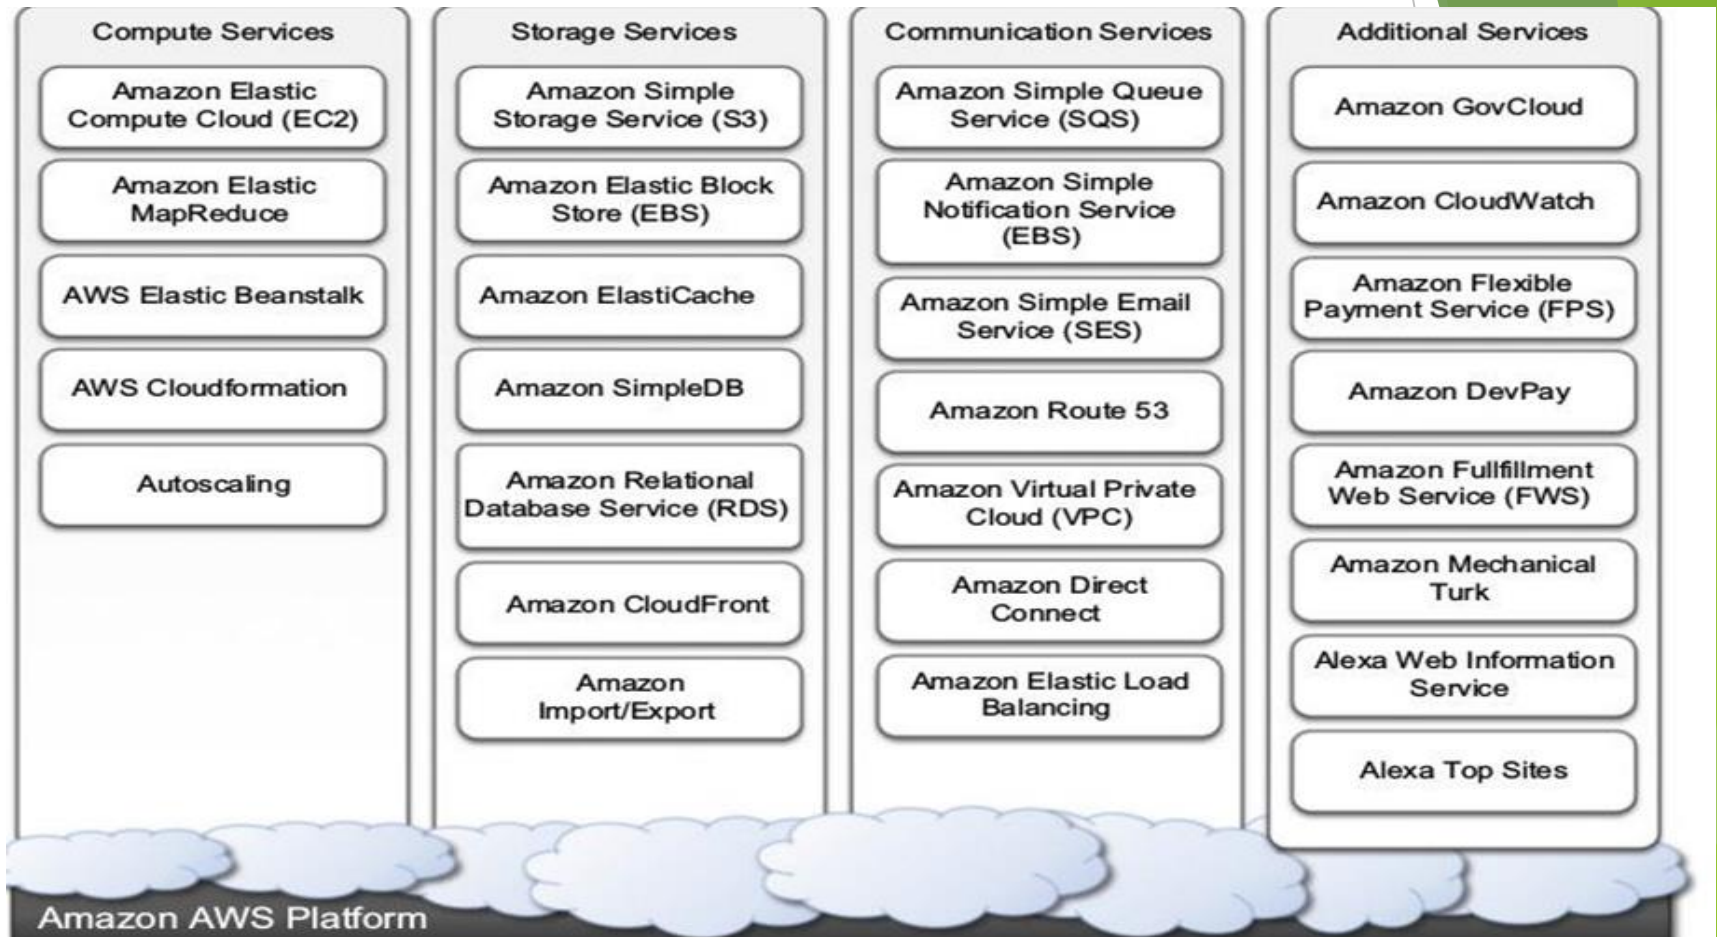 Compute Services
Amazon Elastic
Compute Cloud (EC2)
Amazon Elastic
MapReduce
AWS Elastic Beanstalk
AWS Cloudformation
Autoscaling
Storage Services
Amazon Simple
Storage Service (S3)
Amazon Elastic Block
Store (EBS)
Amazon ElastiCache
Amazon SimpleDB
Amazon Relational
Database Service (RDS)
Amazon CloudFront
Amazon
Import/Export
Communication Services
Amazon Simple Queue
Service (SQS)
Amazon Simple
Notification Service
(EBS)
Amazon Simple Email
Service (SES)
Amazon Route 53
Amazon Virtual Private
Cloud (VPC)
Amazon Direct
Connect
Amazon Elastic Load
Balancing
Additional Services
Amazon GovCloud
Amazon CloudWatch
Amazon Flexible
Payment Service (FPS)
Amazon DevPay
Amazon Fullfillment
Web Service (FWS)
Amazon Mechanical
Turk
Alexa Web Information
Service
Alexa Top Sites
Amazon AWS Platform